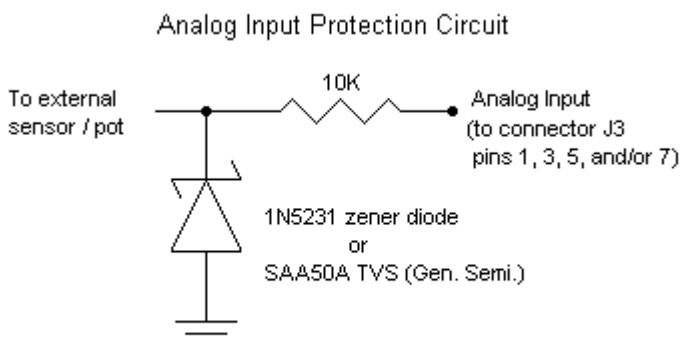 Analog Input Protection Circuit
10K
To external
sensor / pot
Analog Input
(to connector J3
pins 1, 3, 5, and/or 7)
1N5231 zener diode
or
SAA50A TVS (Gen. Semi.)